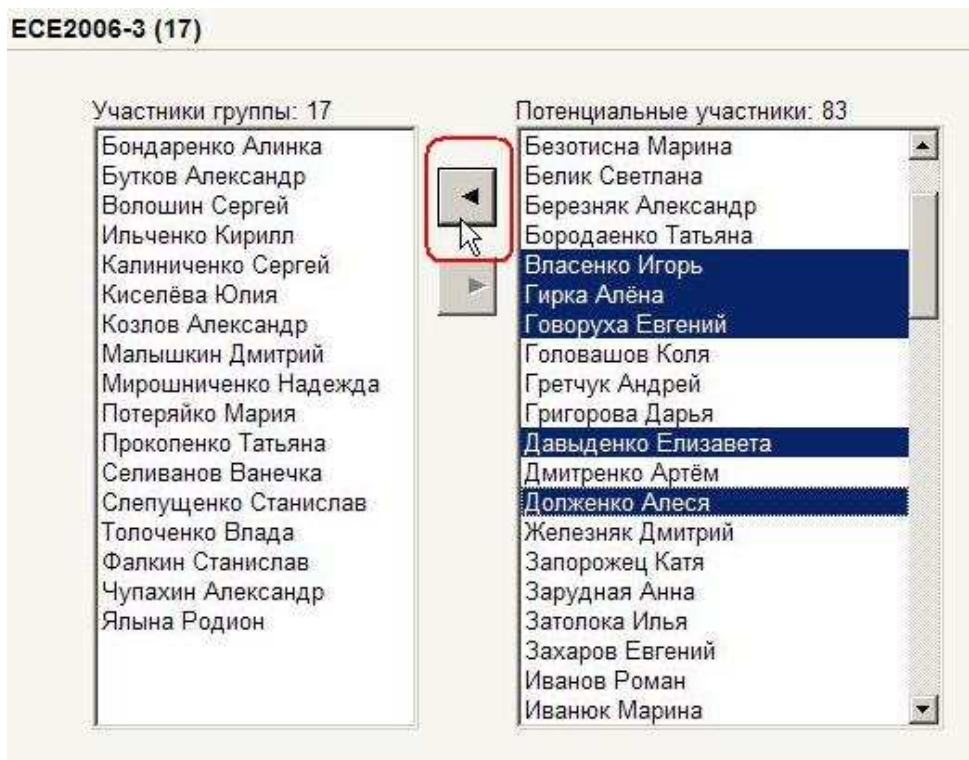 ECE2006-3 (17)
Участники группы: 17
Бондаренко Алинка
Бутков Александр
Волошин Сергей
Ильченко Кирилл
Калиниченко Сергей
Киселёва Юлия
Козлов Александр
Малышкин Дмитрий
Мирошниченко Надежда
Потеряйко Мария
Прокопенко Татьяна
Селиванов Ванечка
Слепущенко Станислав
Толоченко Влада
Фалкин Станислав
Чупахин Александр
Ялына Родион
Потенциальные участники: 83
Безотисна Марина
Белик Светлана
Березняк Александр
Бородаенко Татьяна
Власенко Игорь
Гирка Алёна
Говоруха Евгений
Головашов Коля
Гретчук Андрей
Григорова Дарья
Давыденко Елизавета
Дмитренко Артём
Долженко Алеся
Железняк Дмитрий
Запорожец Катя
Зарудная Анна
Затолока Илья
Захаров Евгений
Иванов Роман
Иванюк Марина